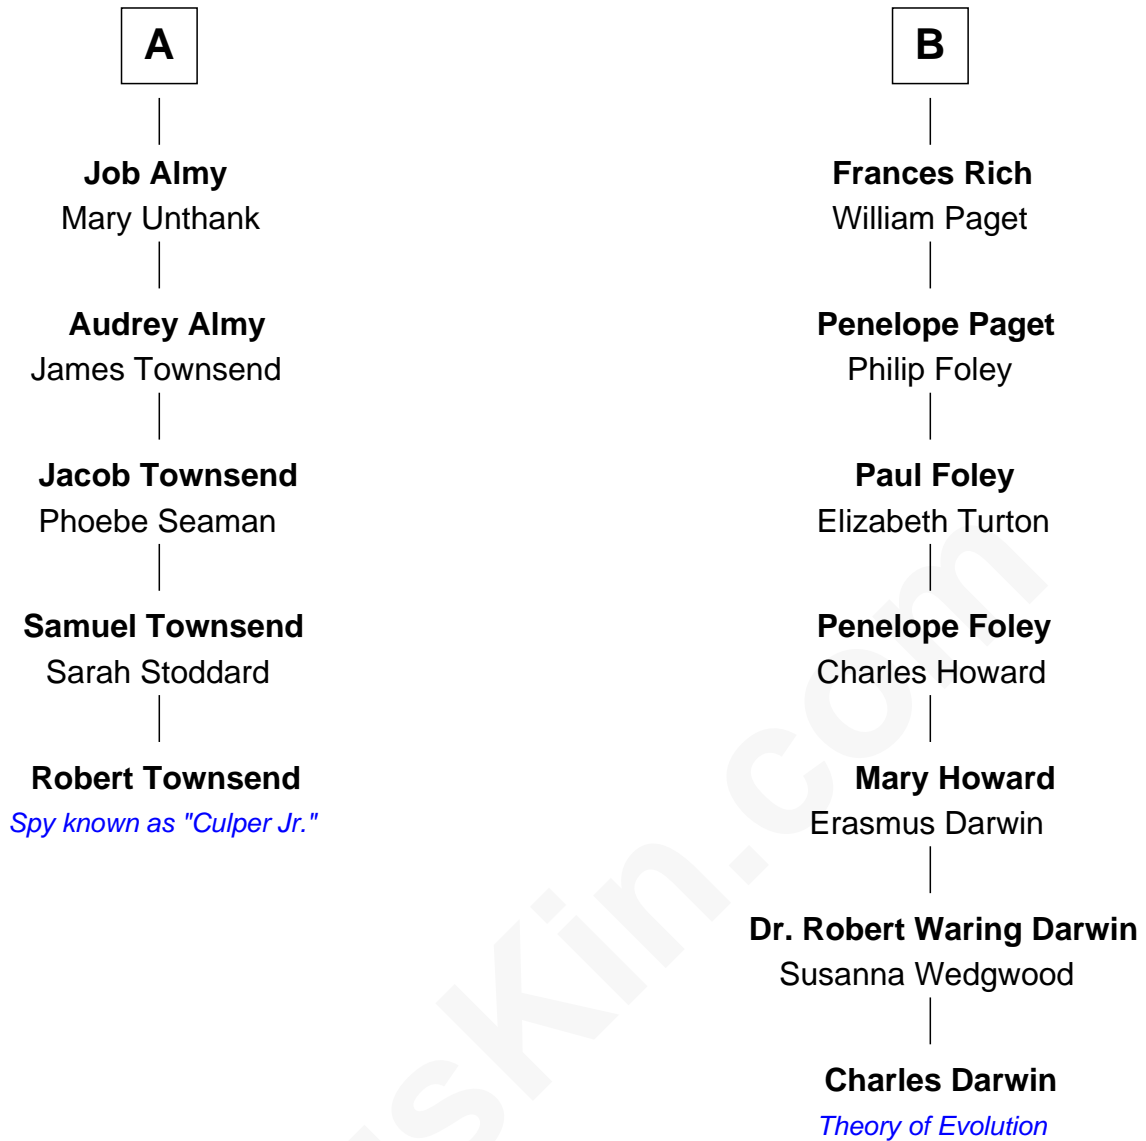 A
Job Almy
Mary Unthank
Audrey Almy
James Townsend
Jacob Townsend
Phoebe Seaman
Samuel Townsend
Sarah Stoddard
Robert Townsend
Spy known as "Culper Jr."
B
Frances Rich
William Paget
Penelope Paget
Philip Foley
Paul Foley
Elizabeth Turton
Penelope Foley
Charles Howard
Mary Howard
Erasmus Darwin
Dr. Robert Waring Darwin
Susanna Wedgwood
Charles Darwin
Theory of Evolution
sKin.com